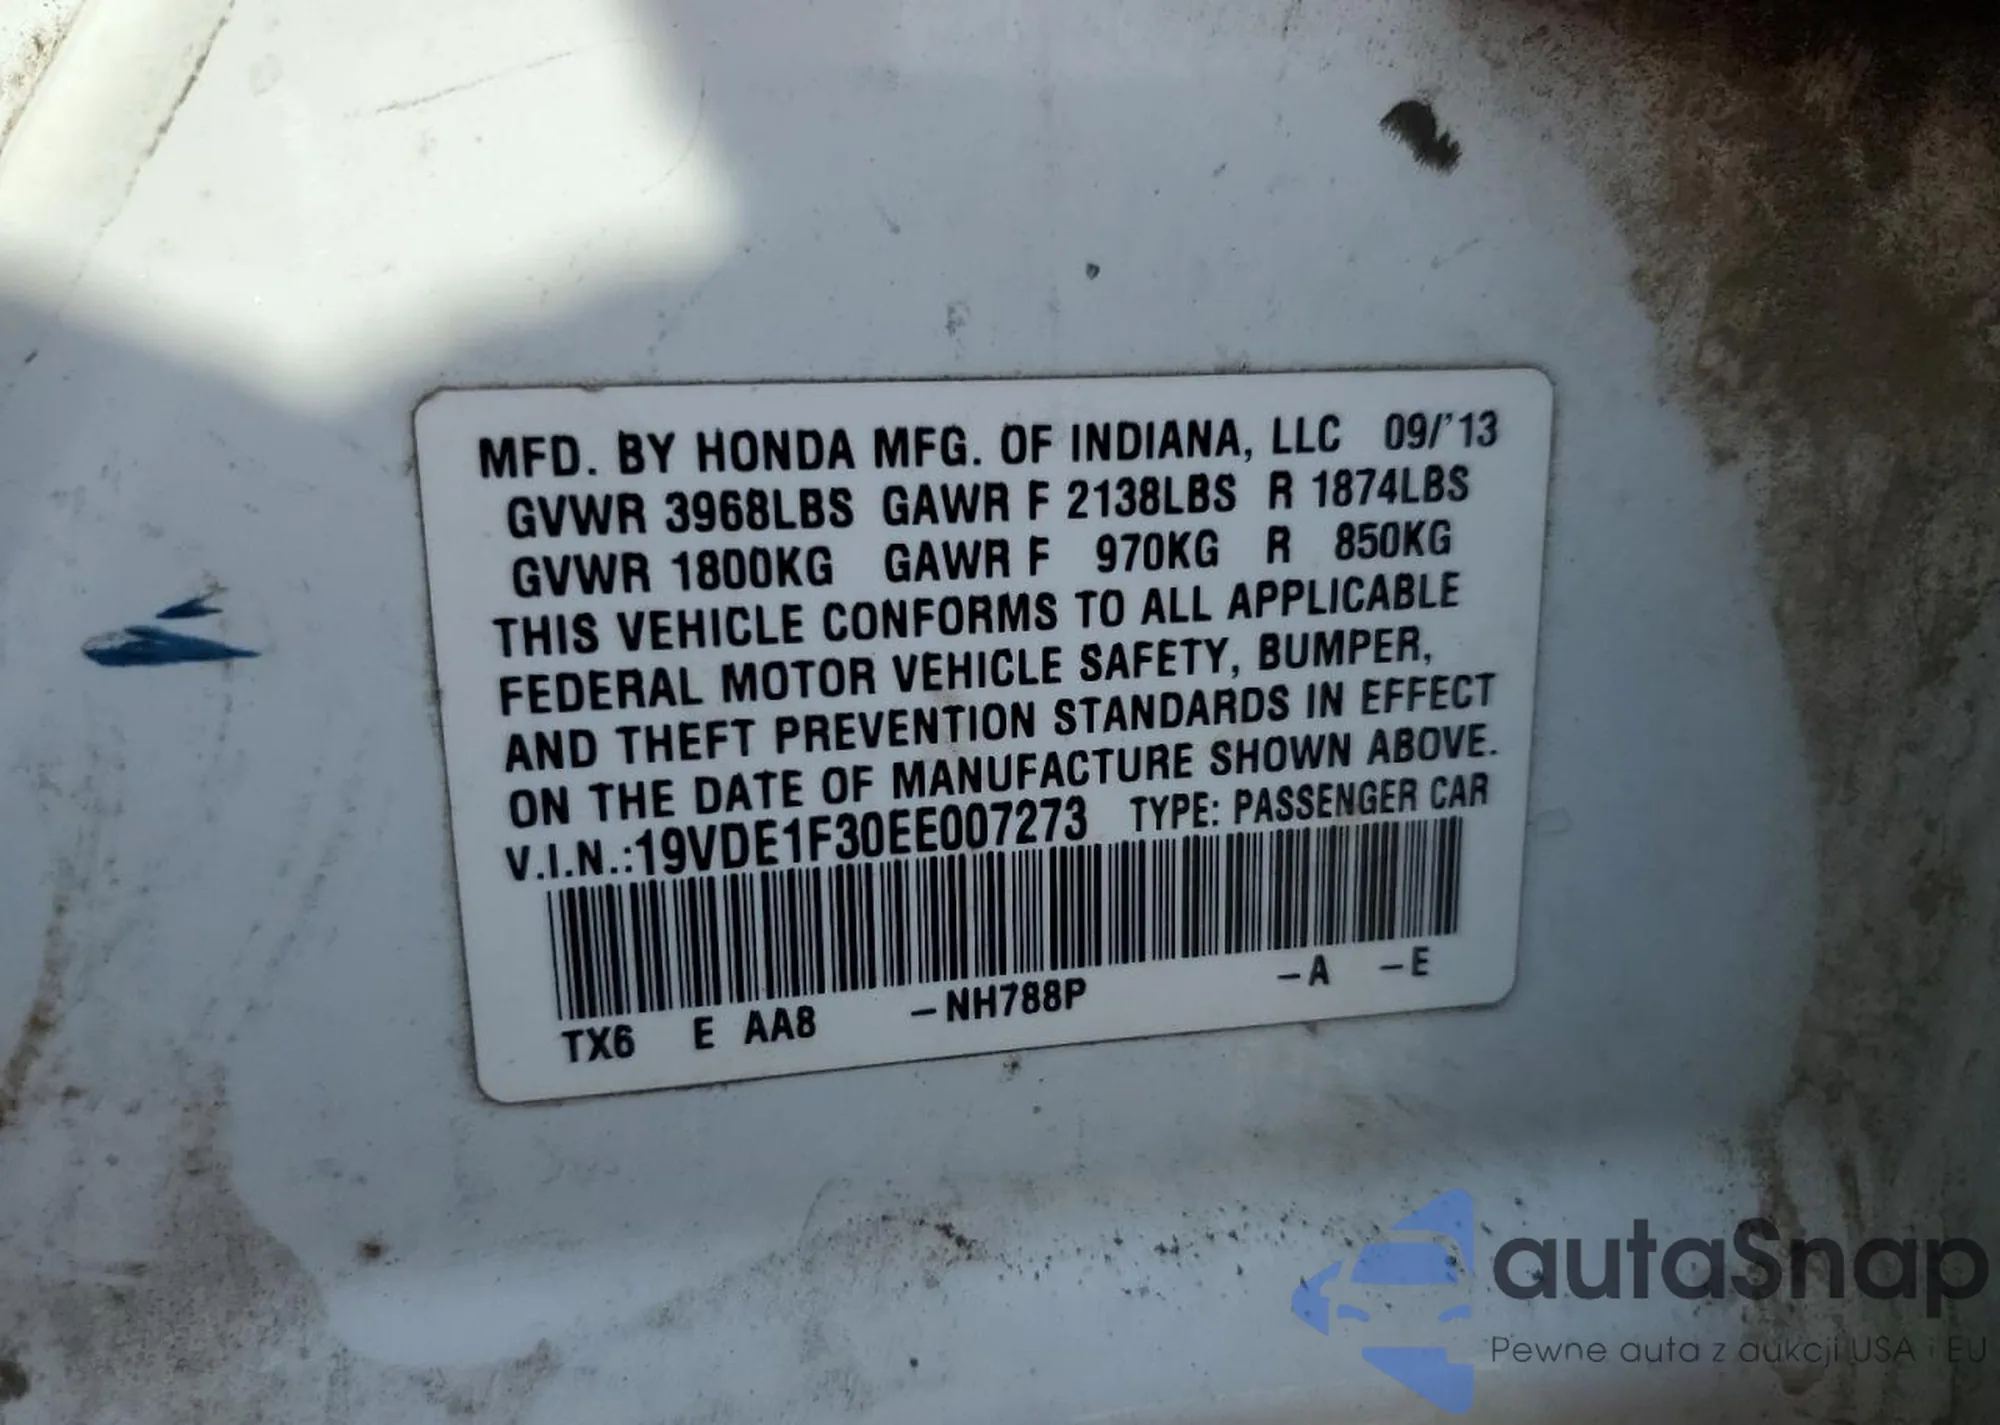 MFD. BY HONDA MFG. OF INDIANA, LLC 09/'13
GVWR 3968LBS GAWR F 2138LBS R 1874LBS
GVWR 1800KG GAWR F 970KG R 850KG
THIS VEHICLE CONFORMS TO ALL APPLICABLE
FEDERAL MOTOR VEHICLE SAFETY, BUMPER,
AND THEFT PREVENTION STANDARDS IN EFFECT
ON THE DATE OF MANUFACTURE SHOWN ABOVE.
V.I.N.:19VDE1F30EE007273 TYPE: PASSENGER CAR
TX6 E AA8 –NH788P –A –E
autaSnap
Pewne auta z aukcji USA i EU